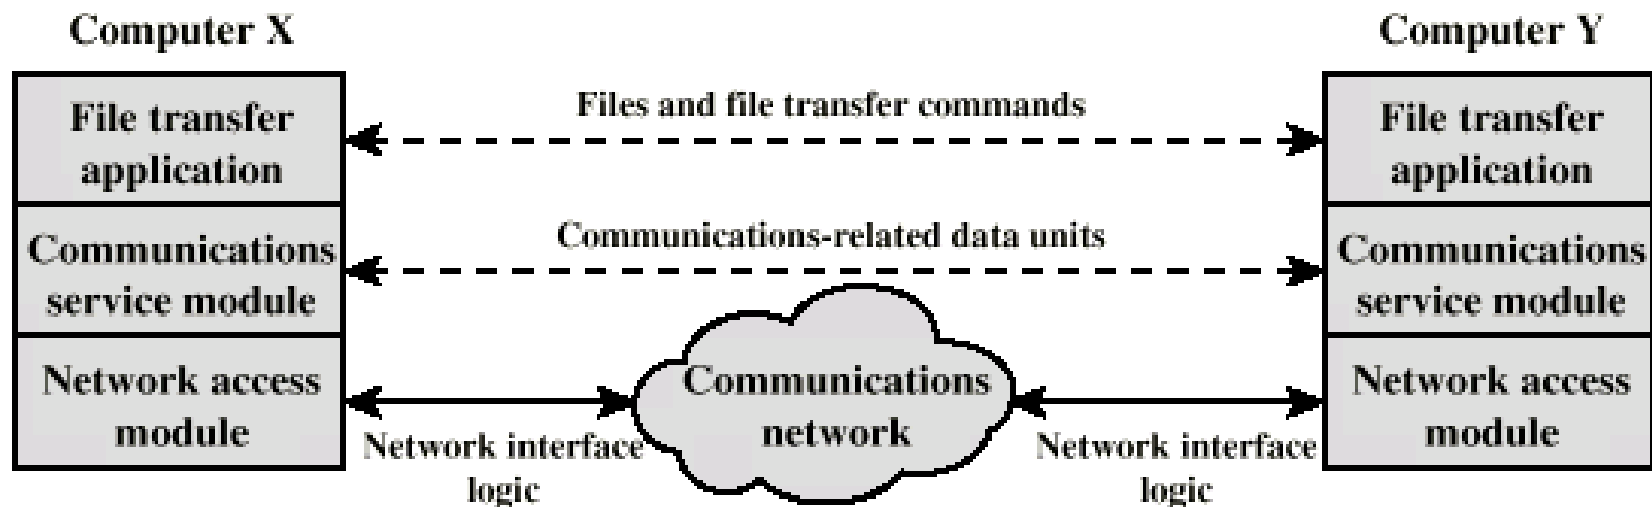 Computer X
Computer Y
File transfer
application
Files and file transfer commands
File transfer
application
Communications
service module
Communications-related data units
Communications
service module
Network access
module
Network interface
logic
Communications
network
Network interface
logic
Network access
module